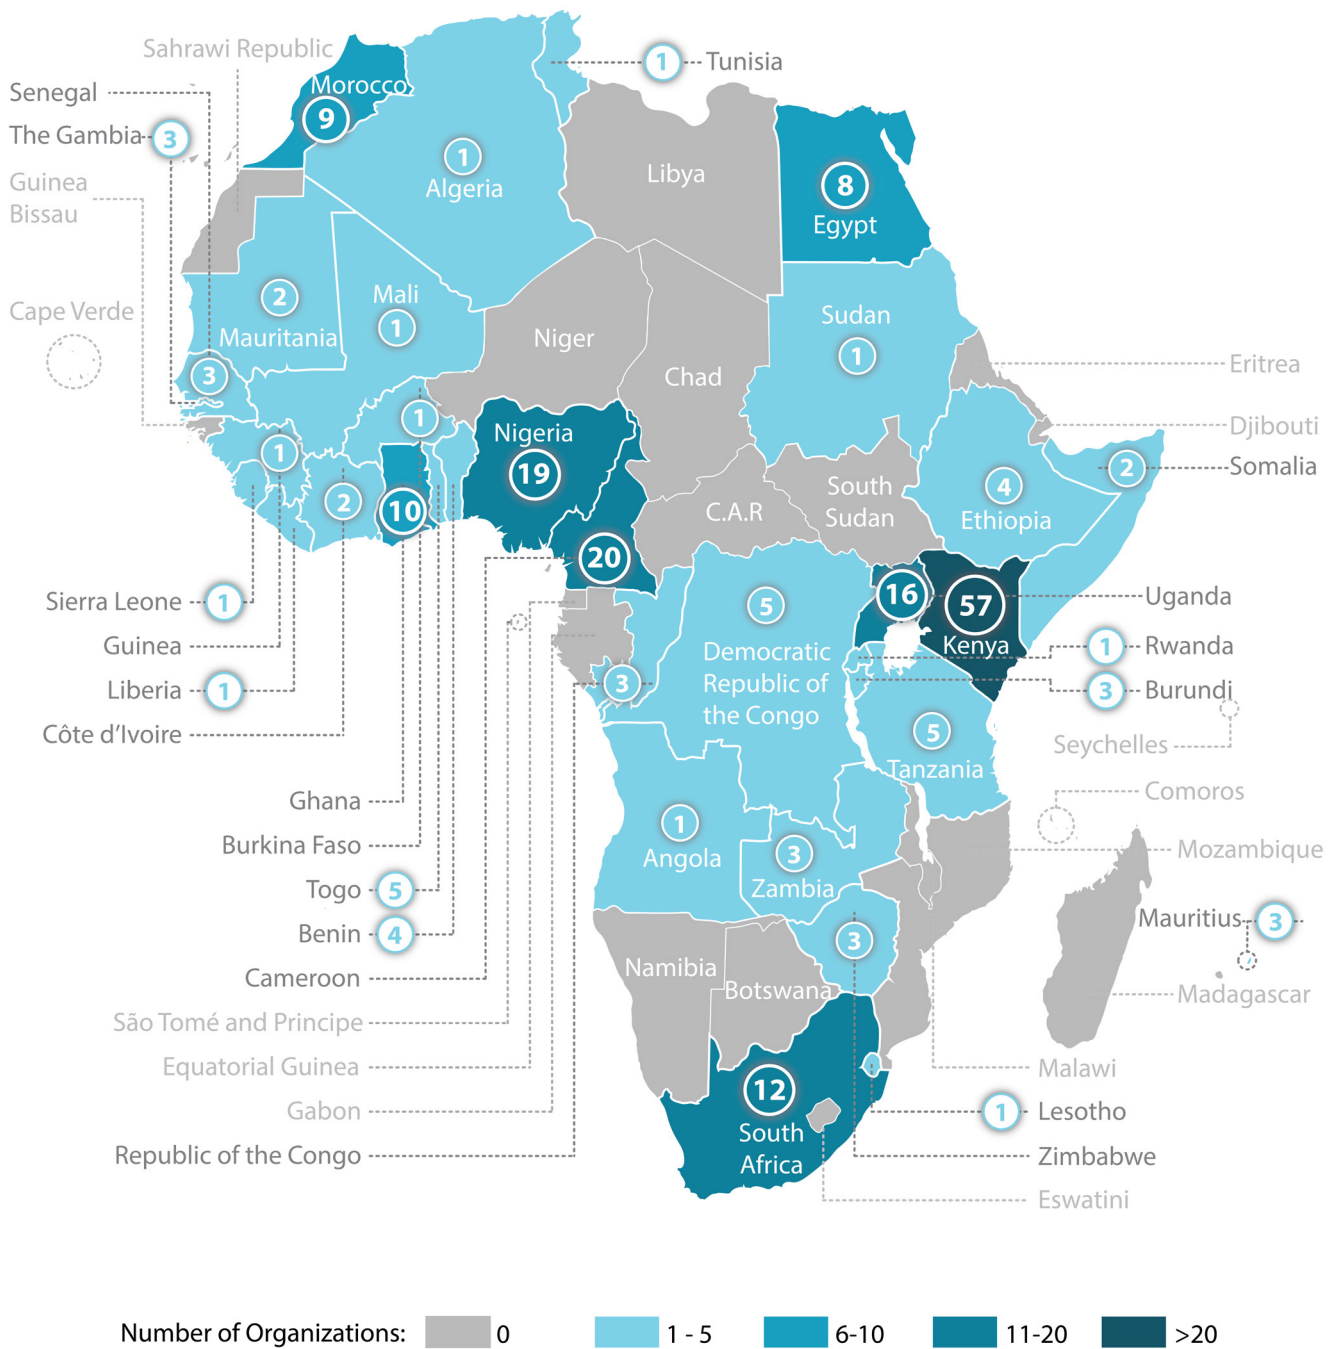 Sahrawi Republic
1
Tunisia
Senegal
Morocco
9
The Gambia
3
1
Algeria
Libya
8
Egypt
Guinea
Bissau
2
Mauritania
Mali
1
Cape Verde
Niger
Chad
Sudan
1
Eritrea
3
1
Nigeria
19
Djibouti
Somalia
2
1
2
10
C.A.R
South
Sudan
4
Ethiopia
20
16
57
Kenya
Uganda
Sierra Leone
1
Guinea
Liberia
1
Côte d'Ivoire
5
Democratic
Republic of
the Congo
3
1
Rwanda
3
Burundi
Seychelles
5
Tanzania
Ghana
Burkina Faso
Togo
5
Benin
4
Cameroon
São Tomé and Principe
Equatorial Guinea
Gabon
Republic of the Congo
1
Angola
3
Zambia
Comoros
Mozambique
Mauritius
3
3
Namibia
Botswana
Madagascar
12
South
Africa
Malawi
1
Lesotho
Zimbabwe
Eswatini
Number of Organizations:
0
1 - 5
6-10
11-20
>20